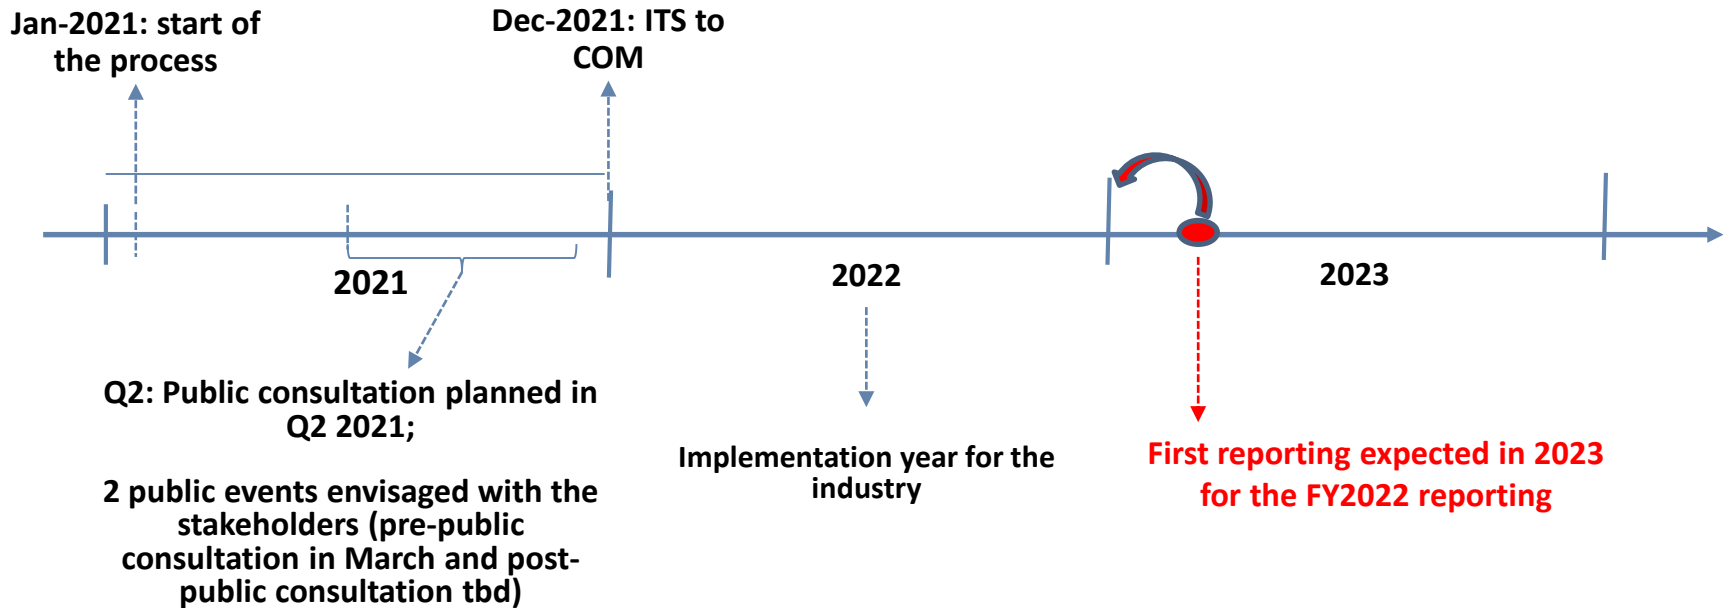 Jan-2021: start of
the process
Dec-2021: ITS to
COM
2021
2022
2023
Q2: Public consultation planned in
Q2 2021;
2 public events envisaged with the
stakeholders (pre-public
consultation in March and post-
public consultation tbd)
Implementation year for the
industry
First reporting expected in 2023
for the FY2022 reporting